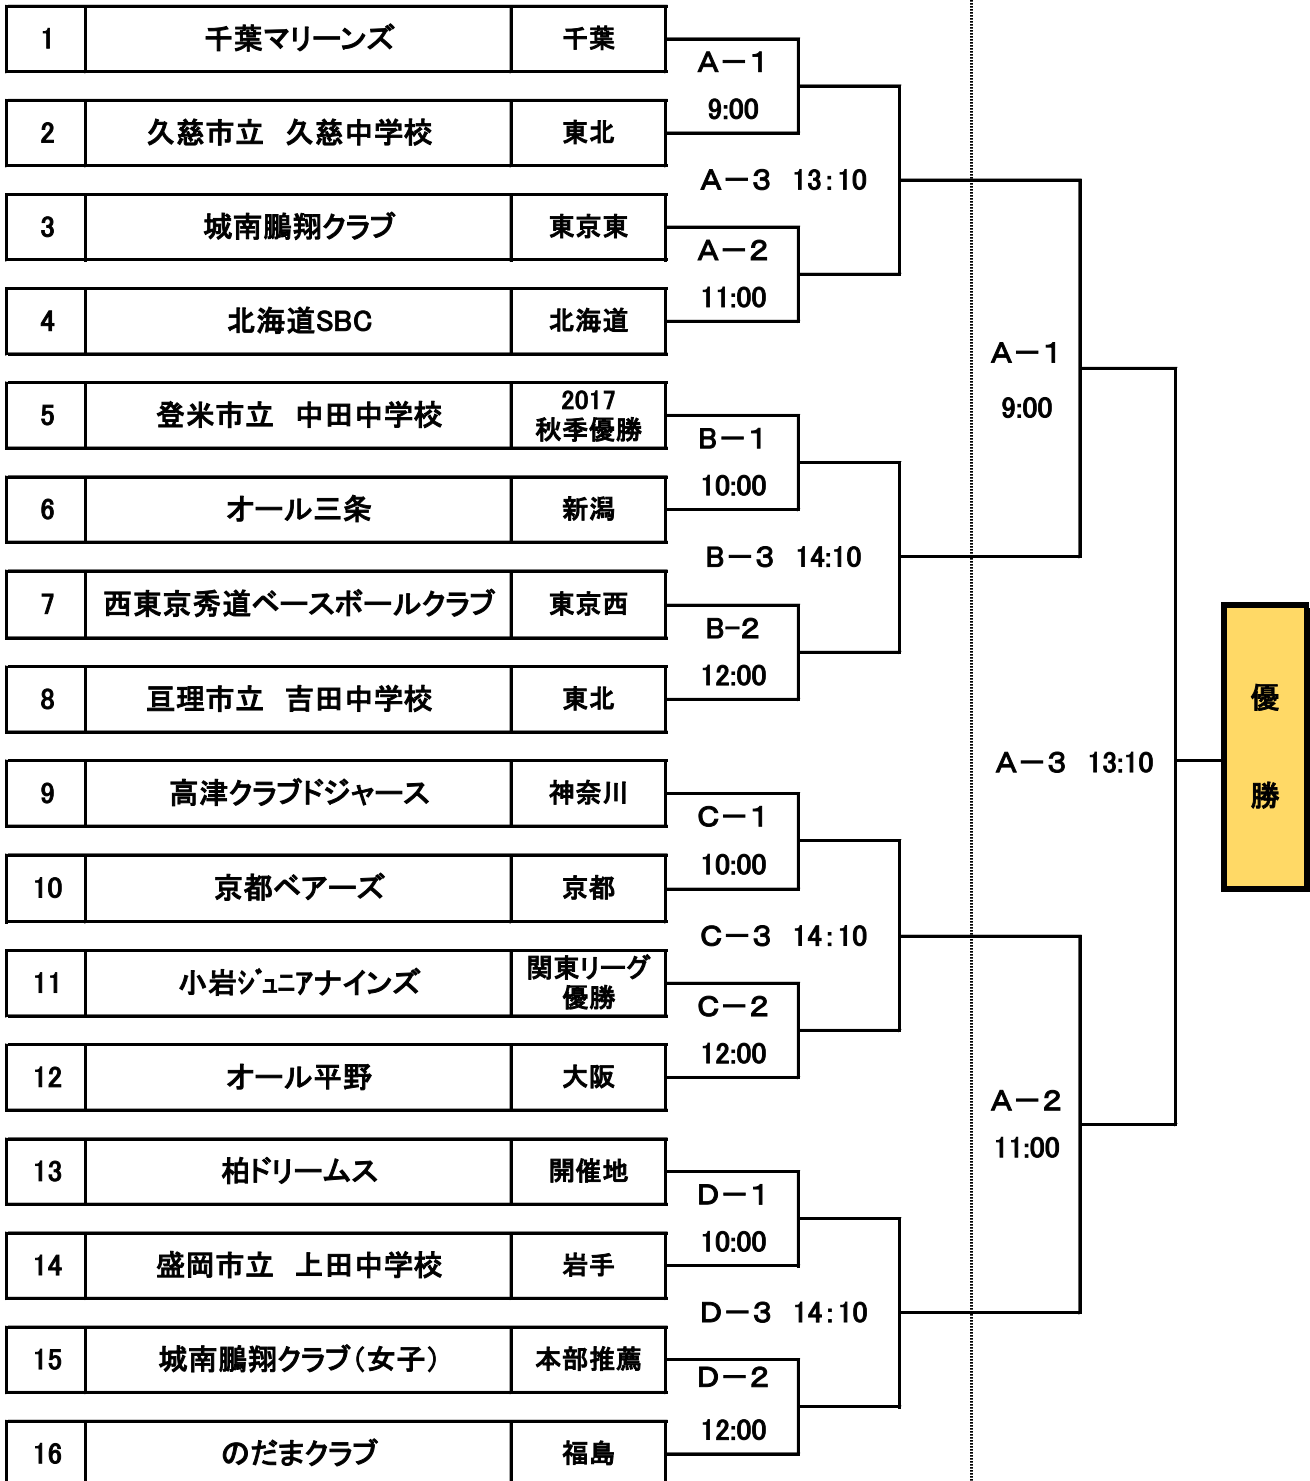 1 千葉マリーンズ 千葉
A－1
9:00
2 久慈市立　久慈中学校 東北
A－3 13:10
3 城南鵬翔クラブ 東京東
A－2
11:00
4 北海道SBC 北海道
A－1
9:00
5 登米市立　中田中学校 2017
秋季優勝
B－1
10:00
6 オール三条 新潟
B－3 14:10
7 西東京秀道ベースボールクラブ 東京西
B-2
12:00
8 亘理市立　吉田中学校 東北
優
勝
A－3 13:10
9 高津クラブドジャース 神奈川
C－1
10:00
10 京都ベアーズ 京都
C－3 14:10
11 小岩ｼﾞｭﾆｱナインズ 関東リーグ
優勝
C－2
12:00
12 オール平野 大阪
A－2
11:00
13 柏ドリームス 開催地
D－1
10:00
14 盛岡市立　上田中学校 岩手
D－3 14:10
15 城南鵬翔クラブ（女子） 本部推薦
D－2
12:00
16 のだまクラブ 福島